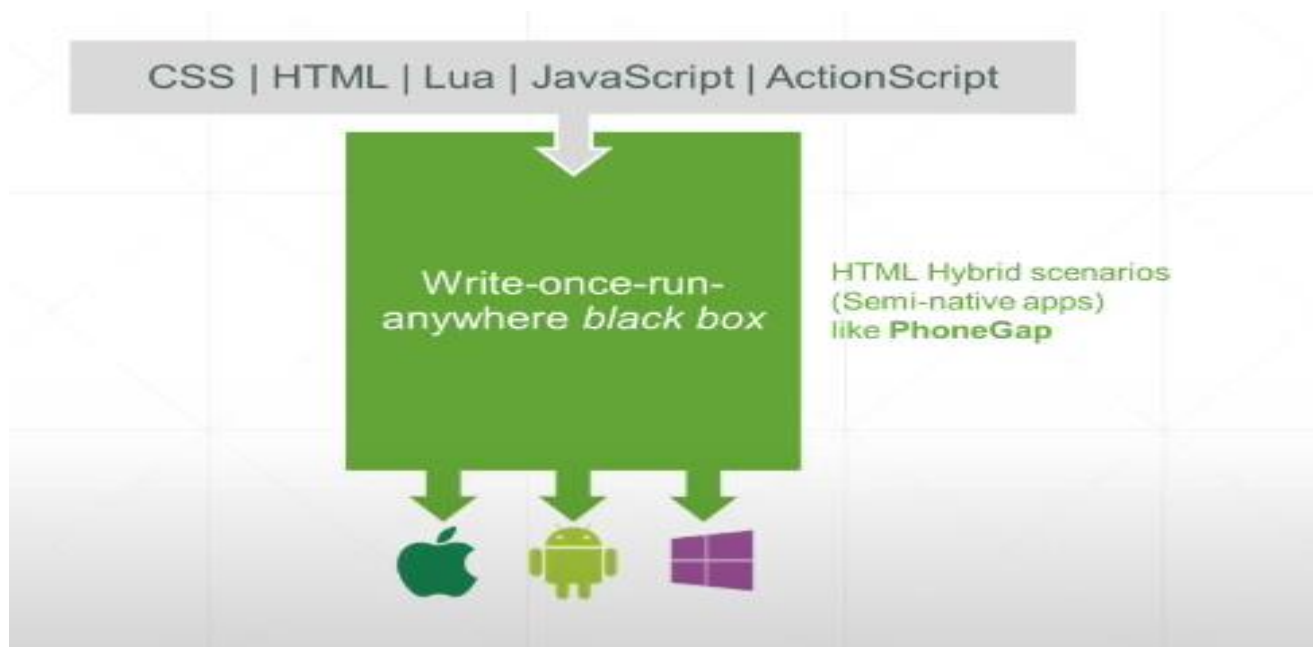 CSS | HTML | Lua | JavaScript | ActionScript
Write-once-run-
anywhere black box
HTML Hybrid scenarios
(Semi-native apps)
like PhoneGap